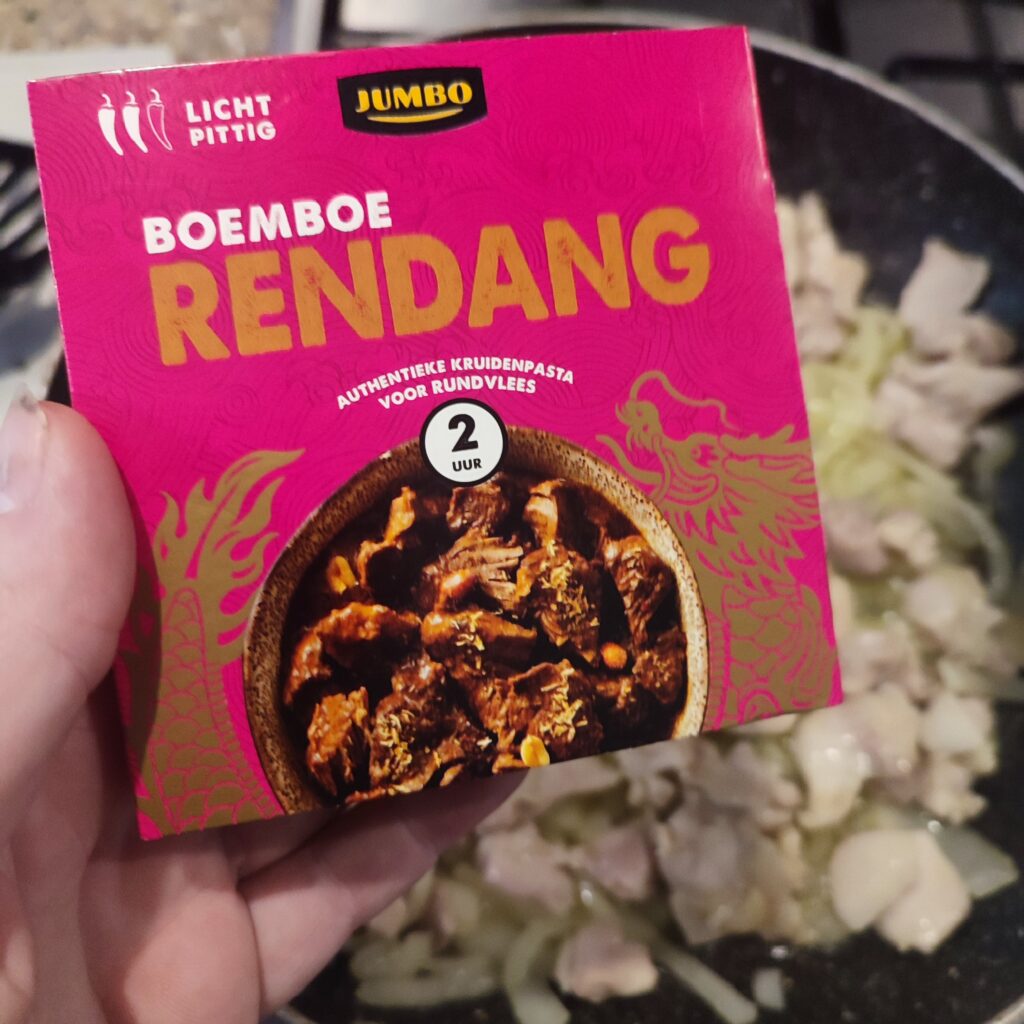 LICHT
PITTIG
JUMBO
BOEMBOE
RENDANG
AUTHENTIEKE KRUIDENPASTA
VOOR RUNDVLEES
2
UUR